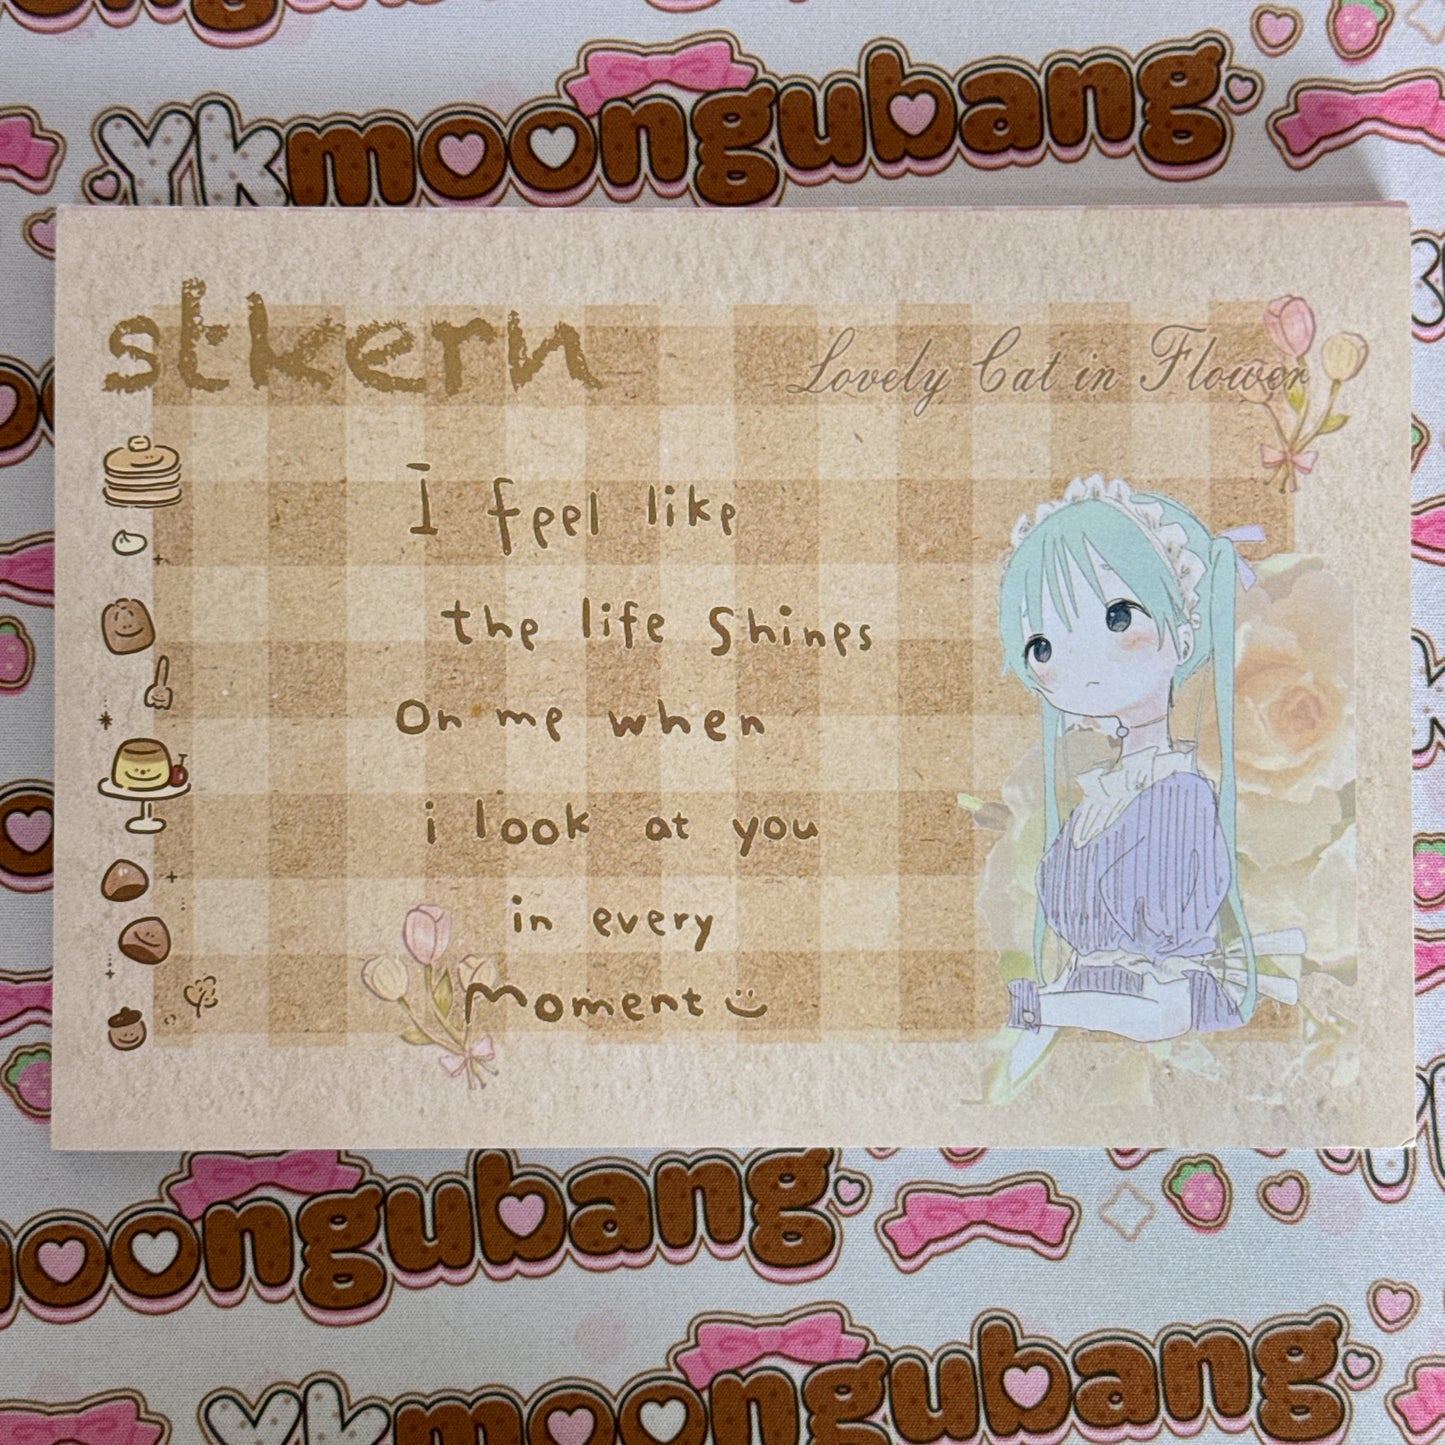 Ykmoongubang
stkern
Lovely Cat in Flower
I feel like
the life Shines
On me when
i look at you
in every
Moment
moongubang
Ykmoongubang